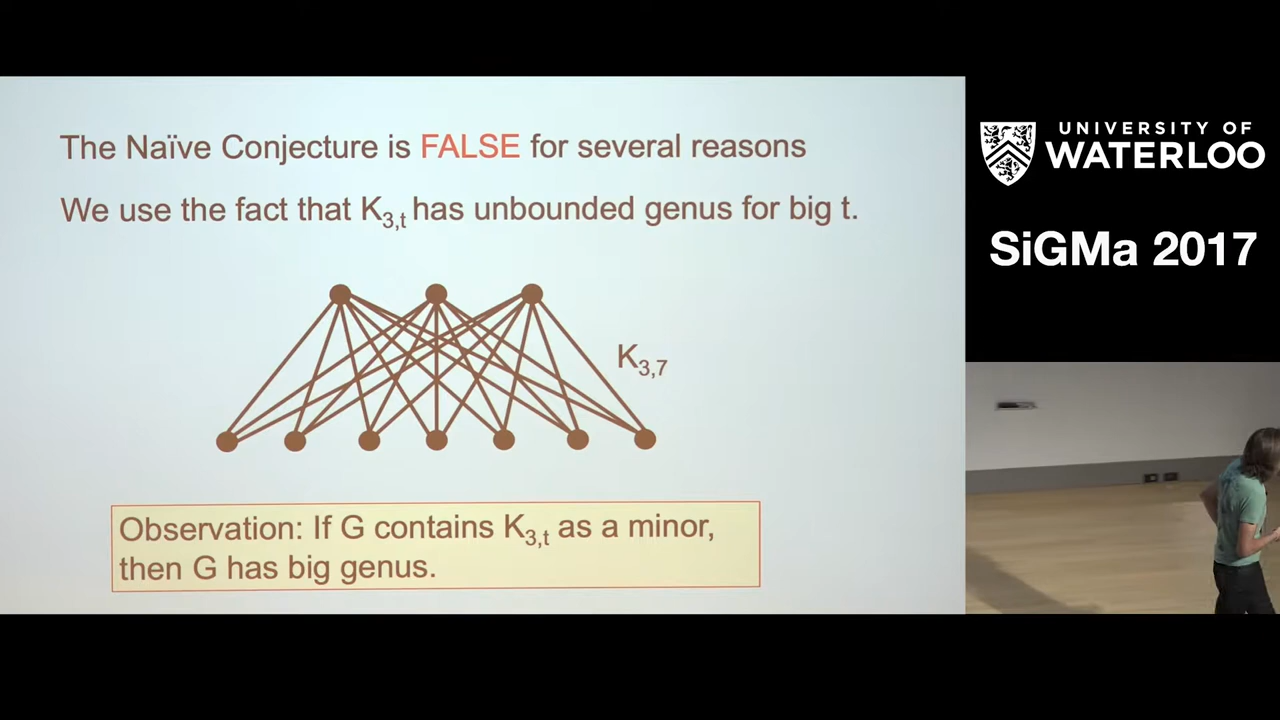 The Naïve Conjecture is FALSE for several reasons
We use the fact that K3,t has unbounded genus for big t.
K3,7
Observation: If G contains K3,t as a minor,
then G has big genus.
UNIVERSITY OF
WATERLOO
SiGMa 2017